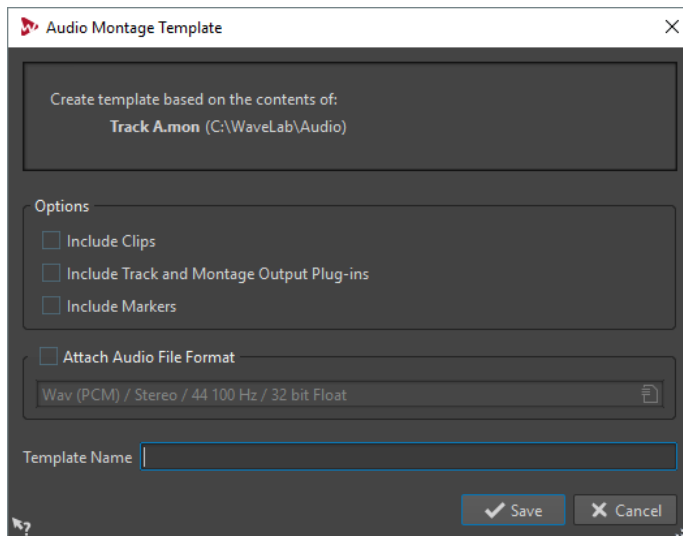 Audio Montage Template
Create template based on the contents of:
Track A.mon (C:\WaveLab\Audio)
Options
Include Clips
Include Track and Montage Output Plug-ins
Include Markers
Attach Audio File Format
Wav (PCM) / Stereo / 44 100 Hz / 32 bit Float
Template Name
Save Cancel
?